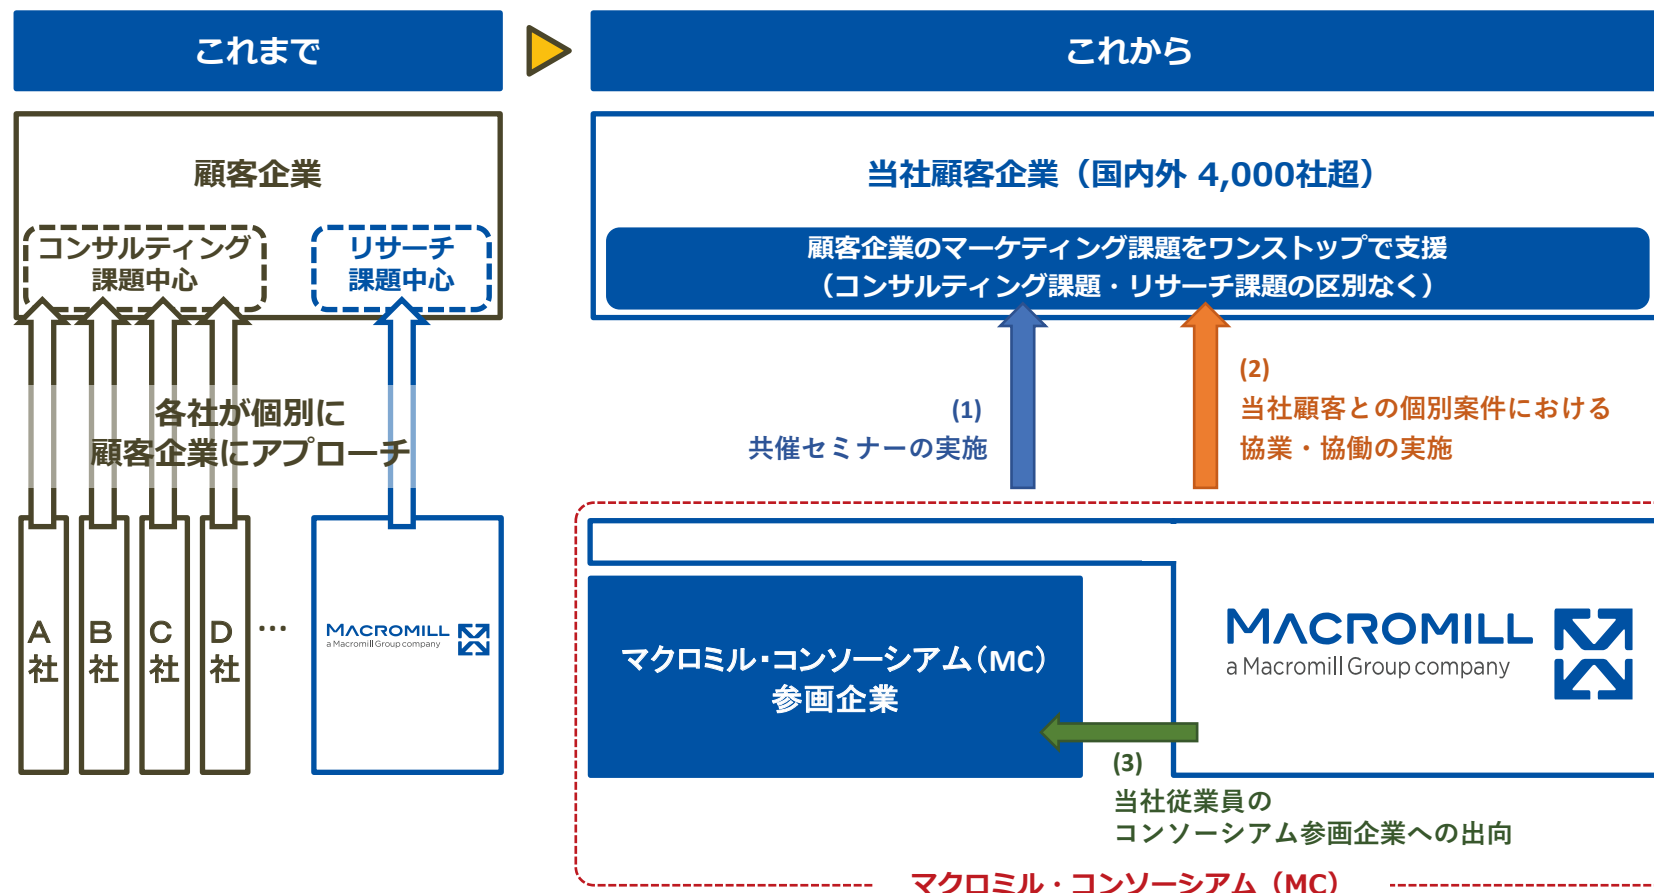 これまで
これから
顧客企業
コンサルティング
課題中心
リサーチ
課題中心
各社が個別に
顧客企業にアプローチ
A
社
B
社
C
社
D
社
…
MACROMILL
a Macromill Group company
当社顧客企業（国内外 4,000社超）
顧客企業のマーケティング課題をワンストップで支援
（コンサルティング課題・リサーチ課題の区別なく）
(1)
共催セミナーの実施
(2)
当社顧客との個別案件における
協業・協働の実施
マクロミル・コンソーシアム（MC）
参画企業
MACROMILL
a Macromill Group company
(3)
当社従業員の
コンソーシアム参画企業への出向
マクロミル・コンソーシアム（MC）